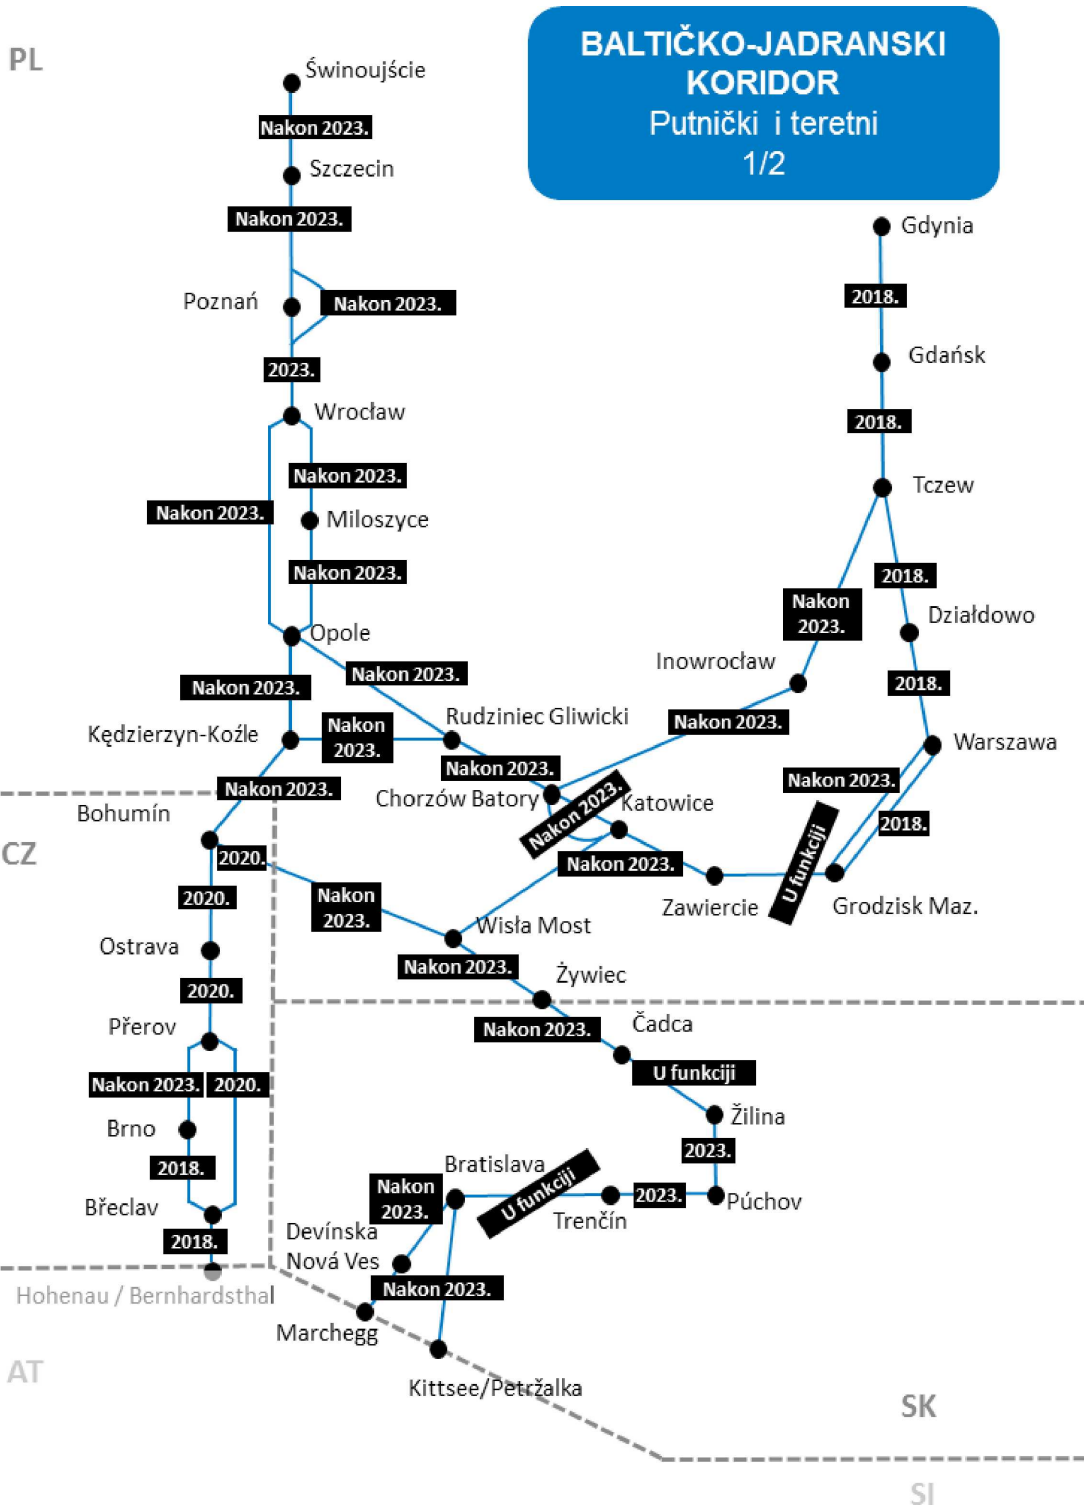 PL
BALTIČKO-JADRANSKI
KORIDOR
Putnički i teretni
1/2
Świnoujście
Nakon 2023.
Szczecin
Nakon 2023.
Gdynia
2018.
Poznań
Nakon 2023.
Gdańsk
2023.
Wrocław
2018.
Nakon 2023.
Tczew
Nakon 2023.
Miloszyce
Nakon 2023.
2018.
Nakon
2023.
Działdowo
Opole
Inowrocław
Nakon 2023.
Nakon 2023.
2018.
Rudziniec Gliwicki
Nakon 2023.
Kędzierzyn-Koźle
Nakon
2023.
Warszawa
Nakon 2023.
Nakon 2023.
Nakon 2023.
Chorzów Batory
Katowice
Nakon 2023.
Bohumín
2018.
U funkciji
CZ
2020.
Nakon 2023.
2020.
Nakon
2023.
Zawiercie
Grodzisk Maz.
Wisła Most
Ostrava
Nakon 2023.
Żywiec
2020.
Přerov
Nakon 2023.
Čadca
U funkciji
Nakon 2023.
2020.
Brno
Žilina
2023.
2018.
Bratislava
U funkciji
Nakon
2023.
2023.
Púchov
Trenčín
Břeclav
2018.
Devínska
Nová Ves
Nakon 2023.
Hohenau / Bernhardsthal
Marchegg
AT
Kittsee/Petržalka
SK
SI